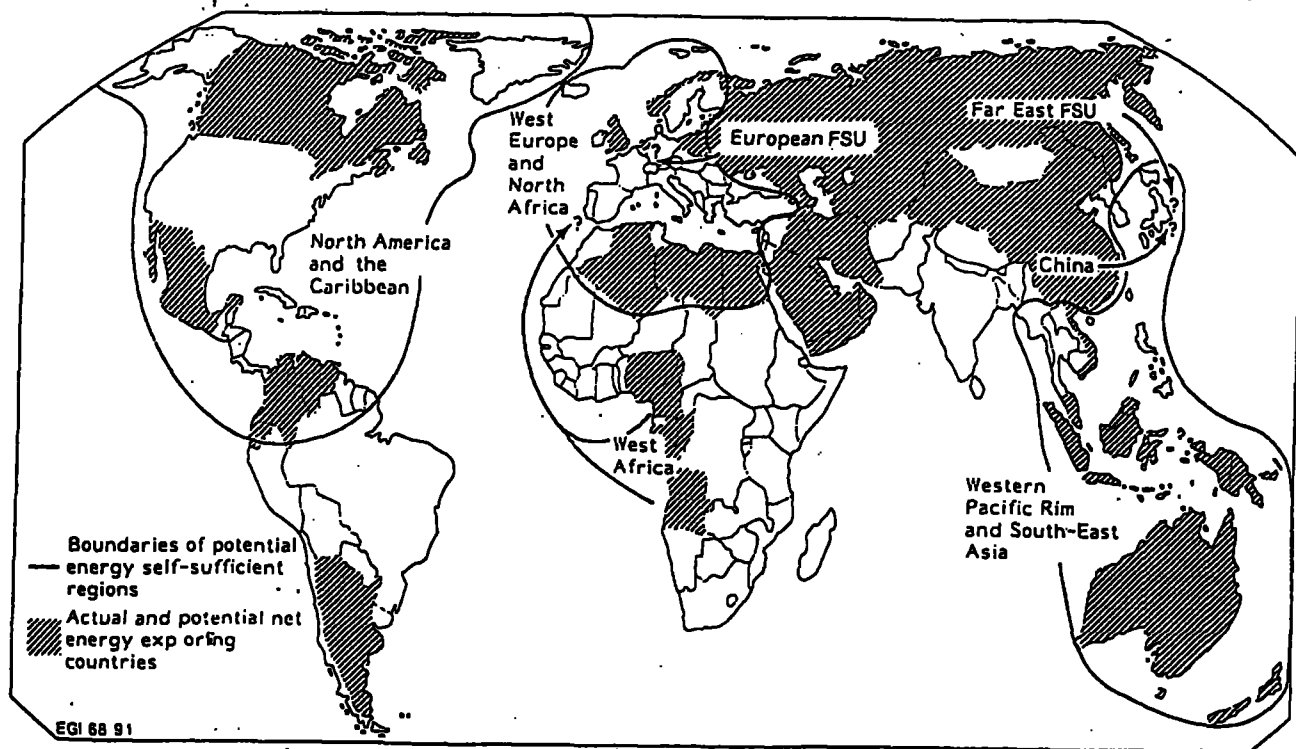 West
Europe
and
North
Africa
European FSU
Far East FSU
North America
and the
Caribbean
?
?
?
?
China
West
Africa
?
Western
Pacific Rim
and South-East
Asia
Boundaries of potential
energy self-sufficient
regions
Actual and potential net
energy exporting
countries
EGI 68 91